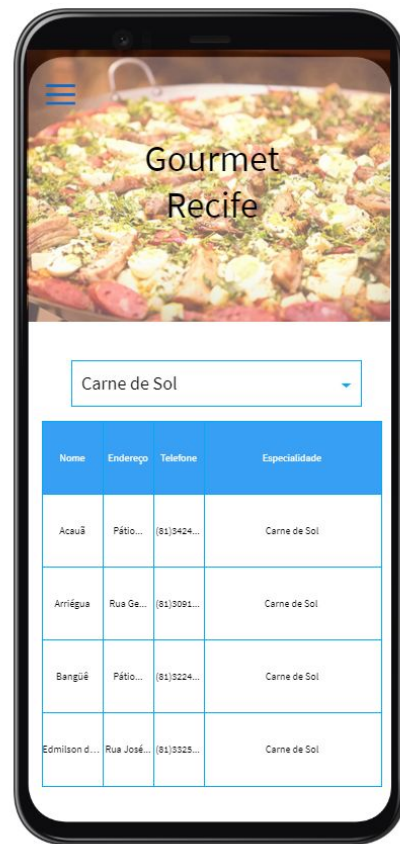 Gourmet
Recife
Carne de Sol
Nome Endereço Telefone Especialidade
Acauã Pátio... (81)3424... Carne de Sol
Arriégua Rua Ge... (81)3091... Carne de Sol
Bangüê Pátio... (81)3224... Carne de Sol
Edmilson d... Rua José... (81)3325... Carne de Sol